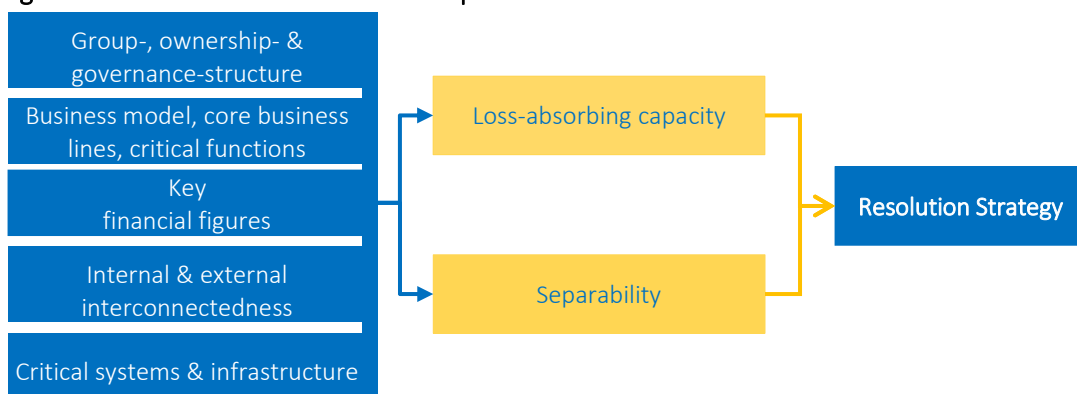 Group-, ownership- &
governance-structure
Business model, core business
lines, critical functions
Key
financial figures
Internal & external
interconnectedness
Critical systems & infrastructure
Loss-absorbing capacity
Separability
Resolution Strategy